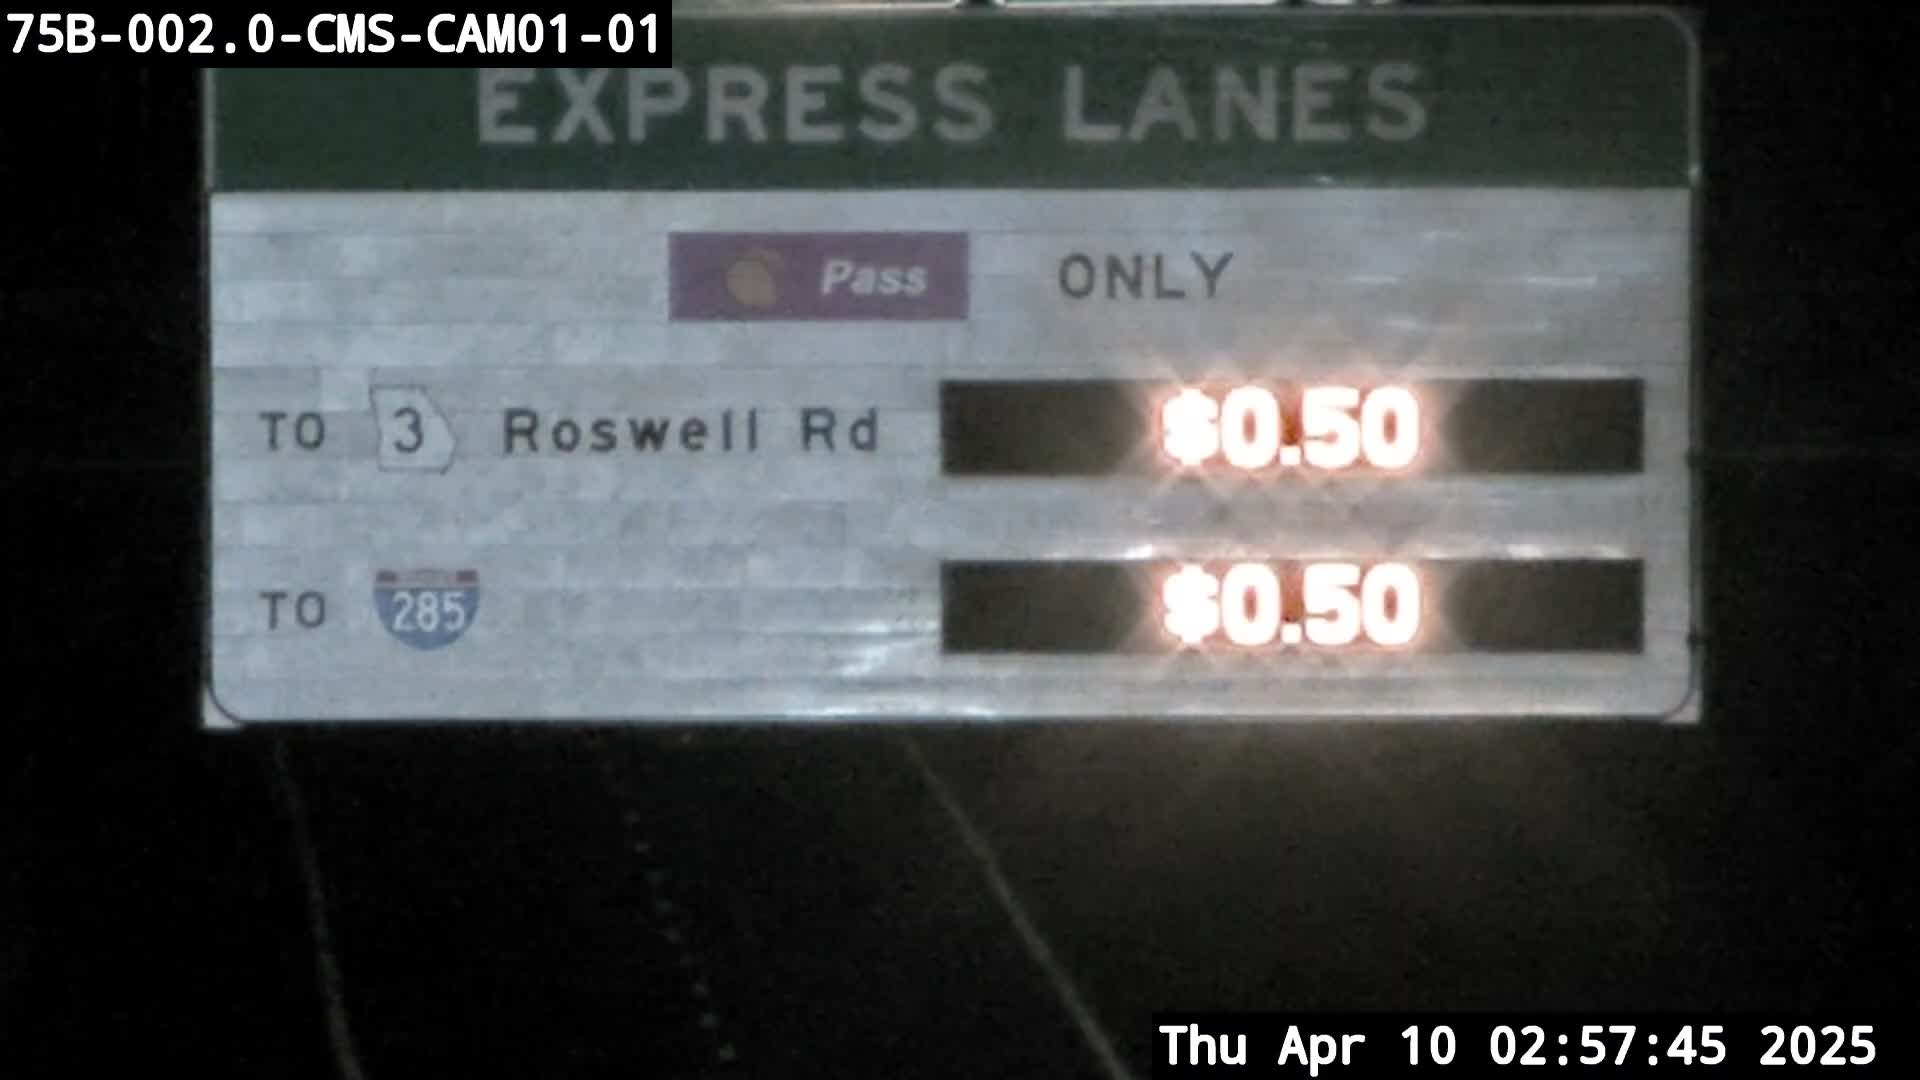 75B-002.0-CMS-CAM01-01
EXPRESS LANES
Pass ONLY
TO 3 Roswell Rd $0.50
TO 285 $0.50
Thu Apr 10 02:57:45 2025